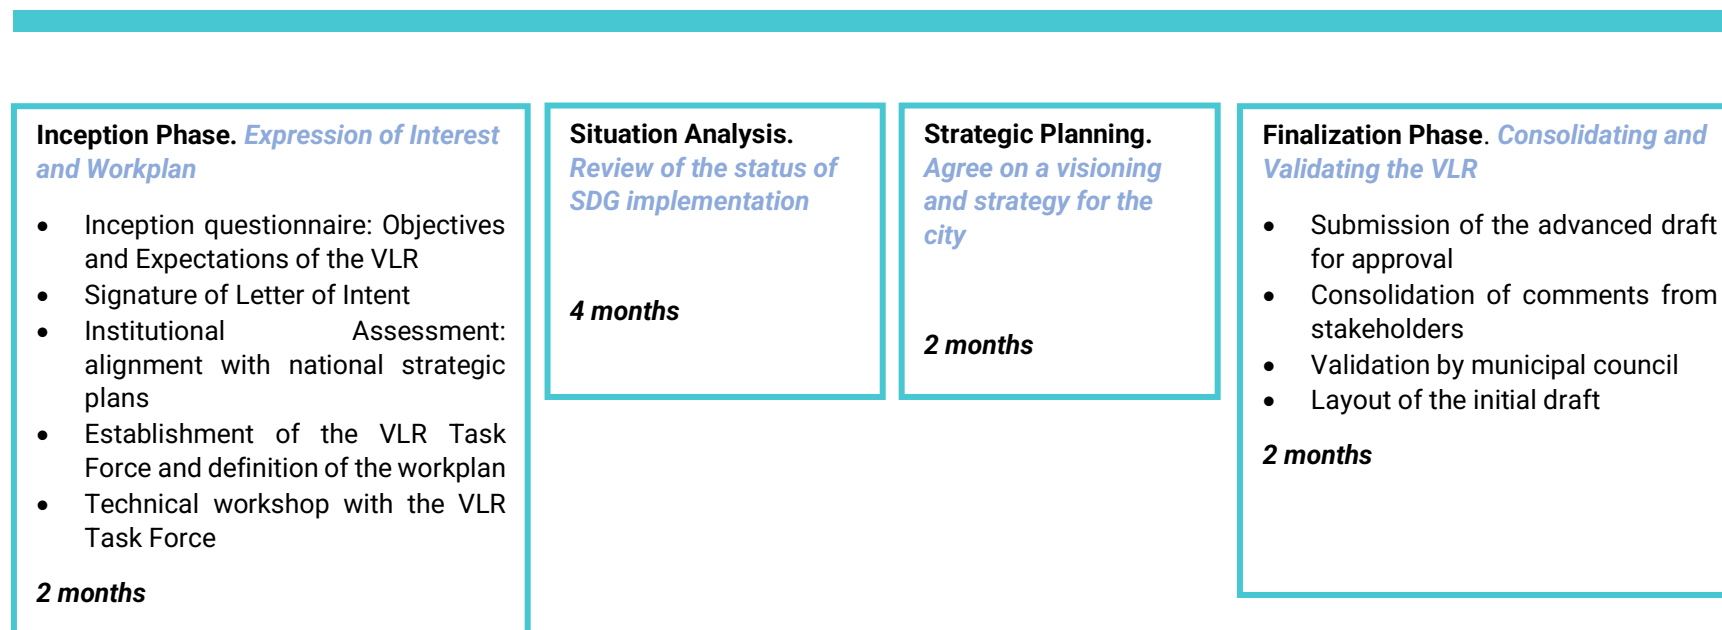 Inception Phase. Expression of Interest
and Workplan
• Inception questionnaire: Objectives
and Expectations of the VLR
• Signature of Letter of Intent
• Institutional Assessment:
alignment with national strategic
plans
• Establishment of the VLR Task
Force and definition of the workplan
• Technical workshop with the VLR
Task Force
2 months
Situation Analysis.
Review of the status of
SDG implementation
4 months
Strategic Planning.
Agree on a visioning
and strategy for the
city
2 months
Finalization Phase. Consolidating and
Validating the VLR
• Submission of the advanced draft
for approval
• Consolidation of comments from
stakeholders
• Validation by municipal council
• Layout of the initial draft
2 months